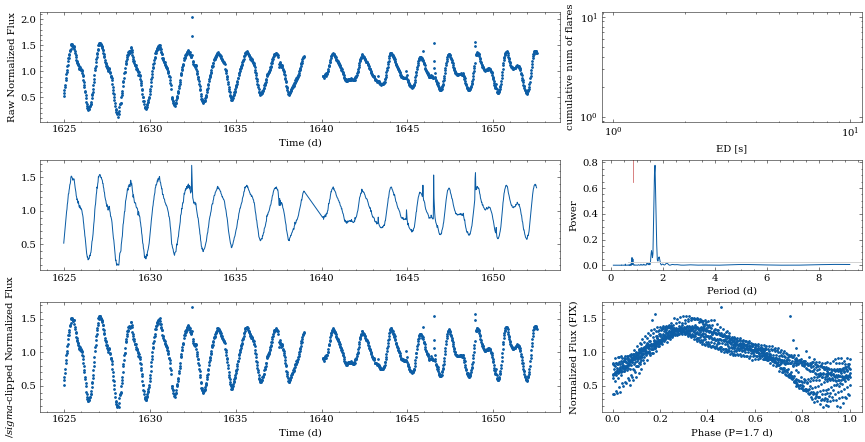 Raw Normalized Flux
2.0
1.5
1.0
0.5
1625 1630 1635 1640 1645 1650
Time (d)
cumulative num of flares
10¹
10⁰
10⁰ 10¹
ED [s]
1.5
1.0
0.5
1625 1630 1635 1640 1645 1650
Power
0.8
0.6
0.4
0.2
0.0
0 2 4 6 8
Period (d)
/sigma-clipped Normalized Flux
1.5
1.0
0.5
1625 1630 1635 1640 1645 1650
Time (d)
Normalized Flux (FIX)
1.5
1.0
0.5
0.0 0.2 0.4 0.6 0.8 1.0
Phase (P=1.7 d)